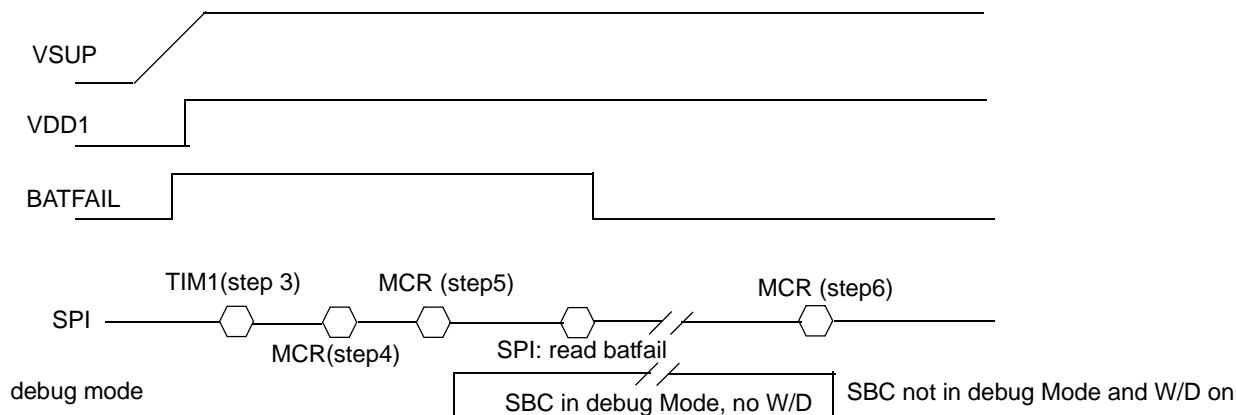 VSUP
VDD1
BATFAIL
TIM1(step 3)
MCR (step5)
MCR (step6)
SPI
MCR(step4)
SPI: read batfail
debug mode
SBC in debug Mode, no W/D
SBC not in debug Mode and W/D on